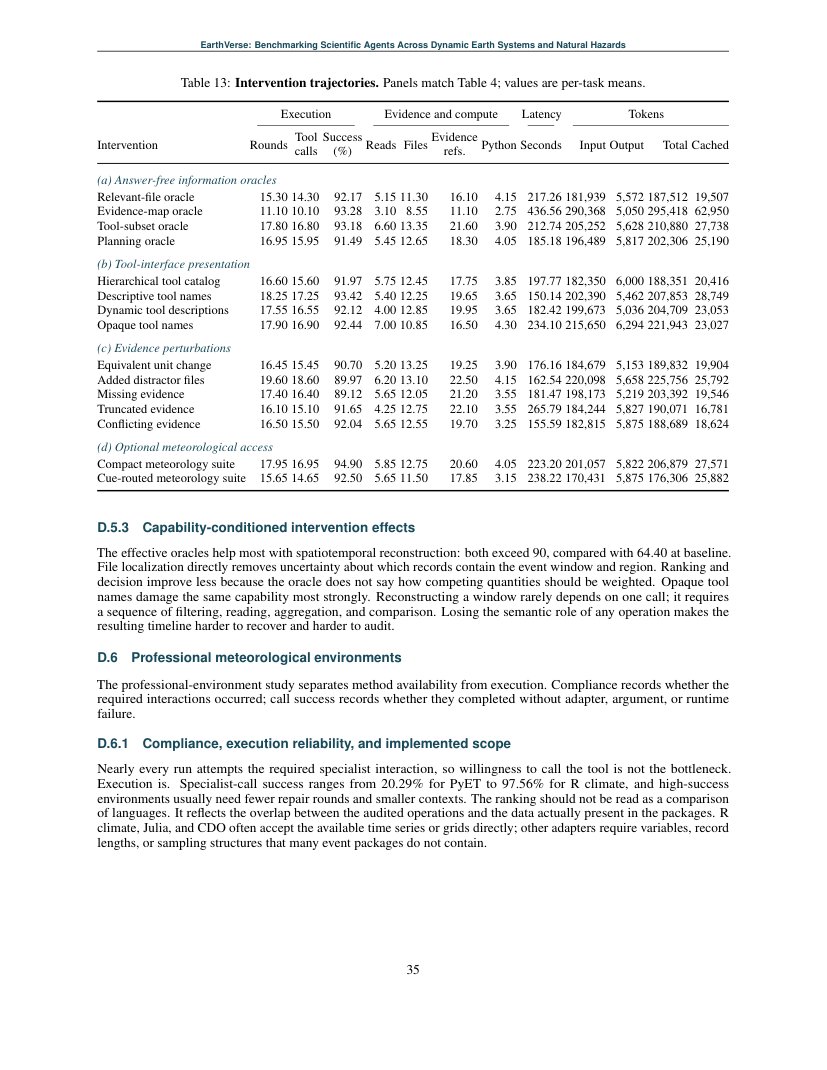 EarthVerse: Benchmarking Scientific Agents Across Dynamic Earth Systems and Natural Hazards
Table 13: Intervention trajectories. Panels match Table 4; values are per-task means.
Execution Evidence and compute Latency Tokens
Intervention Rounds Tool calls Success (%) Reads Files Evidence refs. Python Seconds Input Output Total Cached
(a) Answer-free information oracles
Relevant-file oracle 15.30 14.30 92.17 5.15 11.30 16.10 4.15 217.26 181,939 5,572 187,512 19,507
Evidence-map oracle 11.10 10.10 93.28 3.10 8.55 11.10 2.75 436.56 290,368 5,050 295,418 62,950
Tool-subset oracle 17.80 16.80 93.18 6.60 13.35 21.60 3.90 212.74 205,252 5,628 210,880 27,738
Planning oracle 16.95 15.95 91.49 5.45 12.65 18.30 4.05 185.18 196,489 5,817 202,306 25,190
(b) Tool-interface presentation
Hierarchical tool catalog 16.60 15.60 91.97 5.75 12.45 17.75 3.85 197.77 182,350 6,000 188,351 20,416
Descriptive tool names 18.25 17.25 93.42 5.40 12.25 19.65 3.65 150.14 202,390 5,462 207,853 28,749
Dynamic tool descriptions 17.55 16.55 92.12 4.00 12.85 19.95 3.65 182.42 199,673 5,036 204,709 23,053
Opaque tool names 17.90 16.90 92.44 7.00 10.85 16.50 4.30 234.10 215,650 6,294 221,943 23,027
(c) Evidence perturbations
Equivalent unit change 16.45 15.45 90.70 5.20 13.25 19.25 3.90 176.16 184,679 5,153 189,832 19,904
Added distractor files 19.60 18.60 89.97 6.20 13.10 22.50 4.15 162.54 220,098 5,658 225,756 25,792
Missing evidence 17.40 16.40 89.12 5.65 12.05 21.20 3.55 181.47 198,173 5,219 203,392 19,546
Truncated evidence 16.10 15.10 91.65 4.25 12.75 22.10 3.55 265.79 184,244 5,827 190,071 16,781
Conflicting evidence 16.50 15.50 92.04 5.65 12.55 19.70 3.25 155.59 182,815 5,875 188,689 18,624
(d) Optional meteorological access
Compact meteorology suite 17.95 16.95 94.90 5.85 12.75 20.60 4.05 223.20 201,057 5,822 206,879 27,571
Cue-routed meteorology suite 15.65 14.65 92.50 5.65 11.50 17.85 3.15 238.22 170,431 5,875 176,306 25,882
D.5.3 Capability-conditioned intervention effects
The effective oracles help most with spatiotemporal reconstruction: both exceed 90, compared with 64.40 at baseline.
File localization directly removes uncertainty about which records contain the event window and region. Ranking and
decision improve less because the oracle does not say how competing quantities should be weighted. Opaque tool
names damage the same capability most strongly. Reconstructing a window rarely depends on one call; it requires
a sequence of filtering, reading, aggregation, and comparison. Losing the semantic role of any operation makes the
resulting timeline harder to recover and harder to audit.
D.6 Professional meteorological environments
The professional-environment study separates method availability from execution. Compliance records whether the
required interactions occurred; call success records whether they completed without adapter, argument, or runtime
failure.
D.6.1 Compliance, execution reliability, and implemented scope
Nearly every run attempts the required specialist interaction, so willingness to call the tool is not the bottleneck.
Execution is. Specialist-call success ranges from 20.29% for PyET to 97.56% for R climate, and high-success
environments usually need fewer repair rounds and smaller contexts. The ranking should not be read as a comparison
of languages. It reflects the overlap between the audited operations and the data actually present in the packages. R
climate, Julia, and CDO often accept the available time series or grids directly; other adapters require variables, record
lengths, or sampling structures that many event packages do not contain.
35